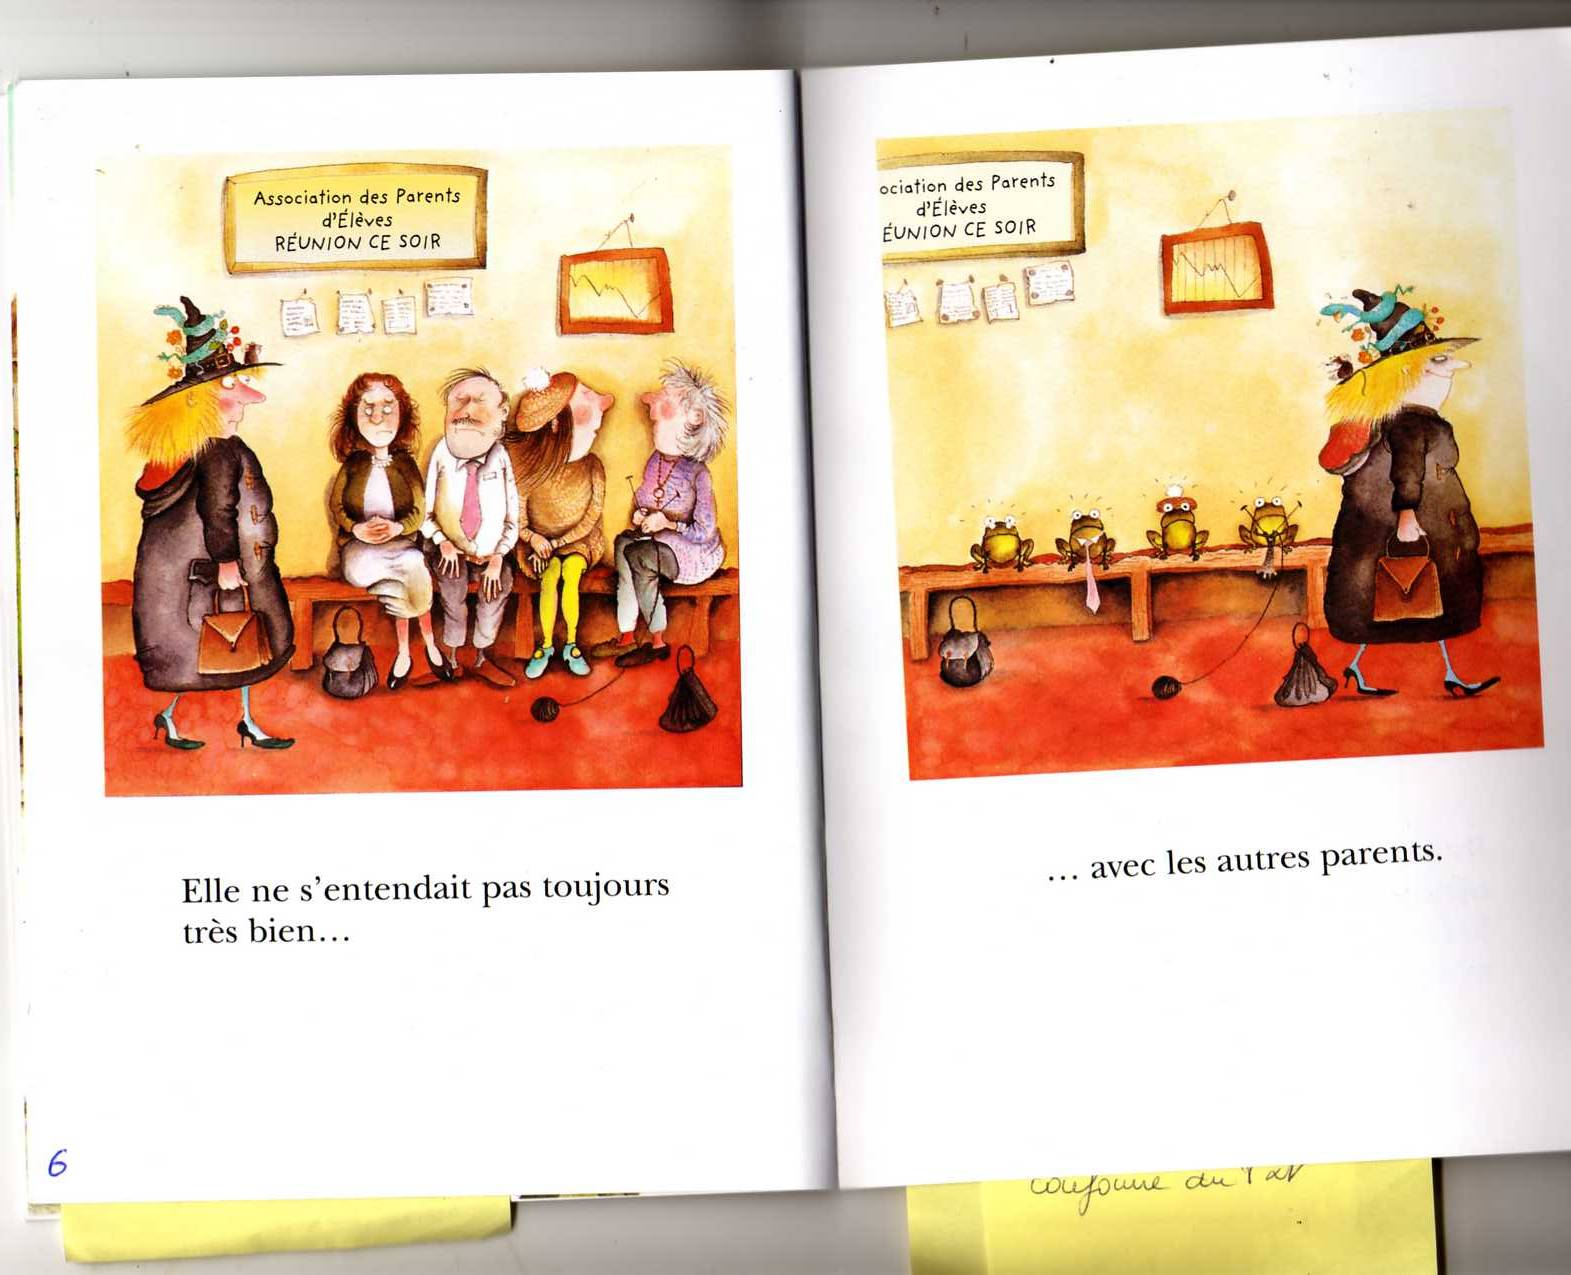 Association des Parents
d'Élèves
RÉUNION CE SOIR
Elle ne s'entendait pas toujours
très bien...
6
ociation des Parents
d'Élèves
ÉUNION CE SOIR
... avec les autres parents.